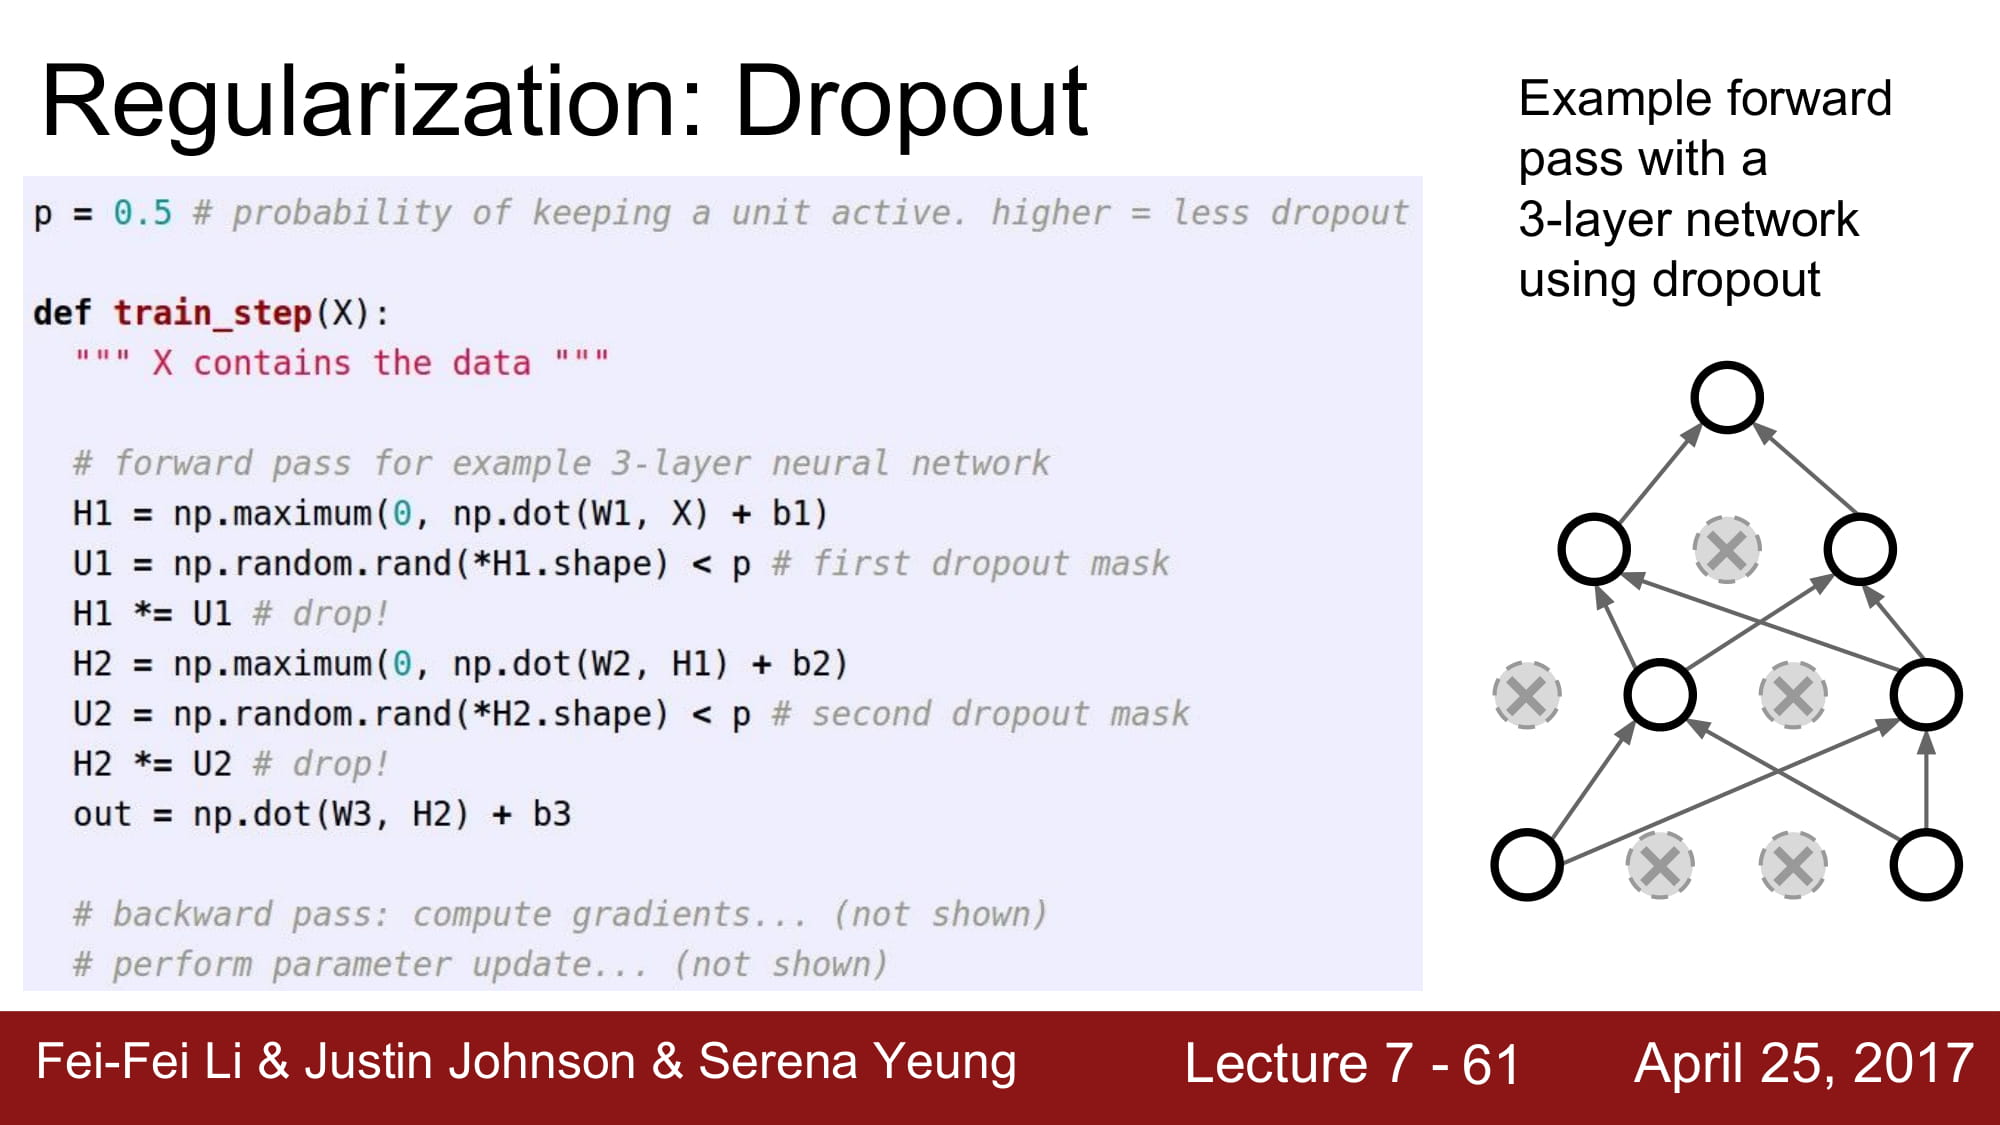 Regularization: Dropout
Example forward
pass with a
3-layer network
using dropout
p = 0.5 # probability of keeping a unit active. higher = less dropout
def train_step(X):
  """ X contains the data """
  # forward pass for example 3-layer neural network
  H1 = np.maximum(0, np.dot(W1, X) + b1)
  U1 = np.random.rand(*H1.shape) < p # first dropout mask
  H1 *= U1 # drop!
  H2 = np.maximum(0, np.dot(W2, H1) + b2)
  U2 = np.random.rand(*H2.shape) < p # second dropout mask
  H2 *= U2 # drop!
  out = np.dot(W3, H2) + b3
  # backward pass: compute gradients... (not shown)
  # perform parameter update... (not shown)
Fei-Fei Li & Justin Johnson & Serena Yeung
Lecture 7 - 61
April 25, 2017